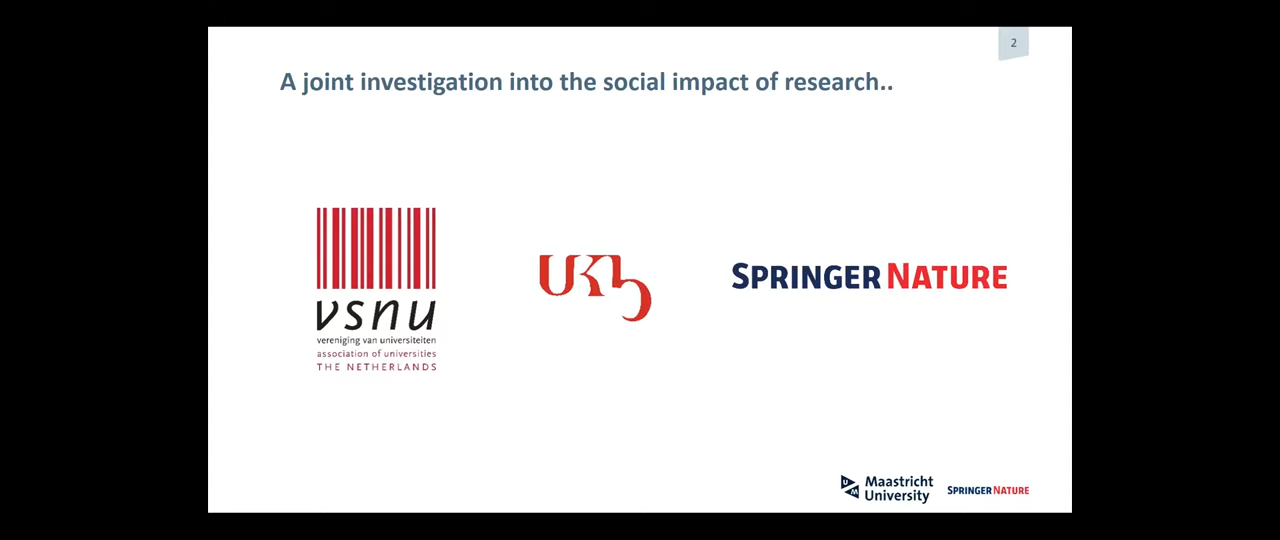 2
A joint investigation into the social impact of research..
vsnu
vereniging van universiteiten
association of universities
THE NETHERLANDS
UKB
SPRINGER NATURE
UM
Maastricht
University
SPRINGER NATURE